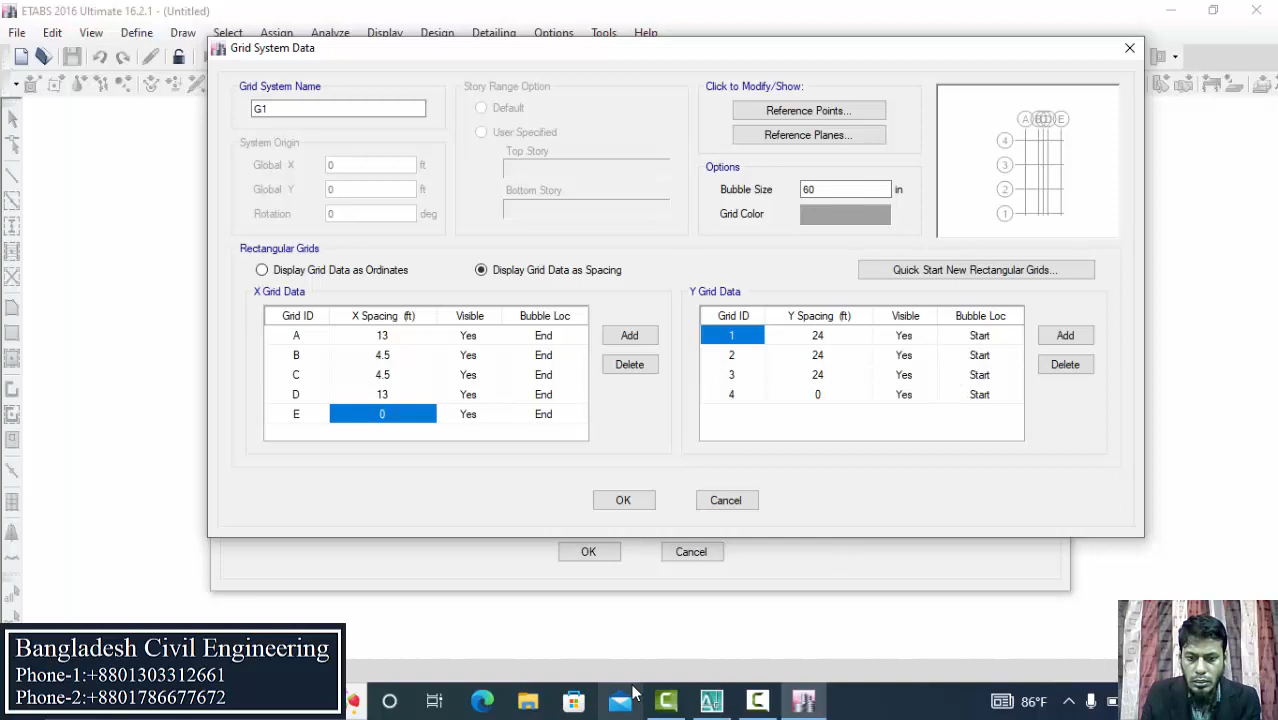 ETABS 2016 Ultimate 16.2.1 - (Untitled)
File Edit View Define Draw Select Assign Analyze Display Design Detailing Options Tools Help
Grid System Data
Grid System Name
G1
System Origin
Global X 0 ft
Global Y 0 ft
Rotation 0 deg
Story Range Option
Default
User Specified
Top Story
Bottom Story
Click to Modify/Show:
Reference Points...
Reference Planes...
Options
Bubble Size 60 in
Grid Color
A E
4
3
2
1
Rectangular Grids
Display Grid Data as Ordinates Display Grid Data as Spacing Quick Start New Rectangular Grids...
X Grid Data
Grid ID X Spacing (ft) Visible Bubble Loc
A 13 Yes End
B 4.5 Yes End
C 4.5 Yes End
D 13 Yes End
E 0 Yes End
Add
Delete
Y Grid Data
Grid ID Y Spacing (ft) Visible Bubble Loc
1 24 Yes Start
2 24 Yes Start
3 24 Yes Start
4 0 Yes Start
Add
Delete
OK Cancel
OK Cancel
Bangladesh Civil Engineering
Phone-1:+8801303312661
Phone-2:+8801786677672
86°F